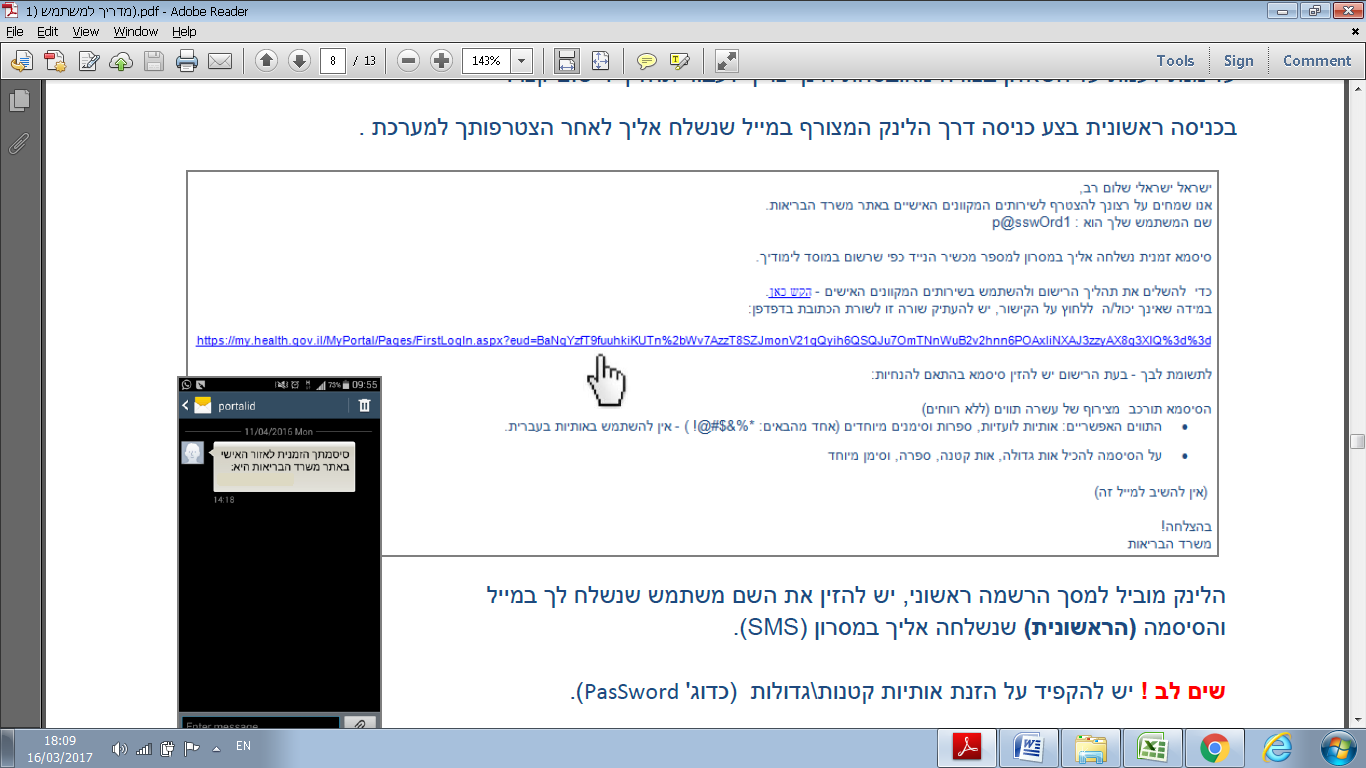 1) מדריך למשתמש).pdf - Adobe Reader
File Edit View Window Help
8 / 13 143% Tools Sign Comment
בכניסה ראשונית בצע כניסה דרך הלינק המצורף במייל שנשלח אליך לאחר הצטרפותך למערכת .
ישראל ישראלי שלום רב,
אנו שמחים על רצונך להצטרף לשירותים המקוונים האישיים באתר משרד הבריאות.
שם המשתמש שלך הוא : p@sswOrd1
סיסמא זמנית נשלחה אליך במסרון למספר מכשיר הנייד כפי שרשום במוסד לימודיך.
כדי להשלים את תהליך הרישום ולהשתמש בשירותים המקוונים האישים - הקש כאן.
במידה שאינך יכול/ה ללחוץ על הקישור, יש להעתיק שורה זו לשורת הכתובת בדפדפן:
https://my.health.gov.il/MyPortal/Pages/FirstLogIn.aspx?eud=BaNgYzfT9fuuhkiKUTn%2bWv7AzzT8SZJmonV21gQyih6QSQJu7OmTNnWuB2v2hnn6POAxIiNXAJ3zzyAX8g3XIQ%3d%3d
לתשומת לבך - בעת הרישום יש להזין סיסמא בהתאם להנחיות:
הסיסמא תורכב מצירוף של עשרה תווים (ללא רווחים)
• התווים האפשריים: אותיות לועזיות, ספרות וסימנים מיוחדים (אחד מהבאים: *%&$#@! ) - אין להשתמש באותיות בעברית.
• על הסיסמה להכיל אות גדולה, אות קטנה, ספרה, וסימן מיוחד
(אין להשיב למייל זה)
בהצלחה!
משרד הבריאות
73% 09:55
portalid
11/04/2016 Mon
סיסמתך הזמנית לאזור האישי
באתר משרד הבריאות היא:
14:18
Enter message
הלינק מוביל למסך הרשמה ראשוני, יש להזין את השם משתמש שנשלח לך במייל
והסיסמה (הראשונית) שנשלחה אליך במסרון (SMS).
שים לב ! יש להקפיד על הזנת אותיות קטנות\גדולות (כדוג' PasSword).
EN
18:09
16/03/2017